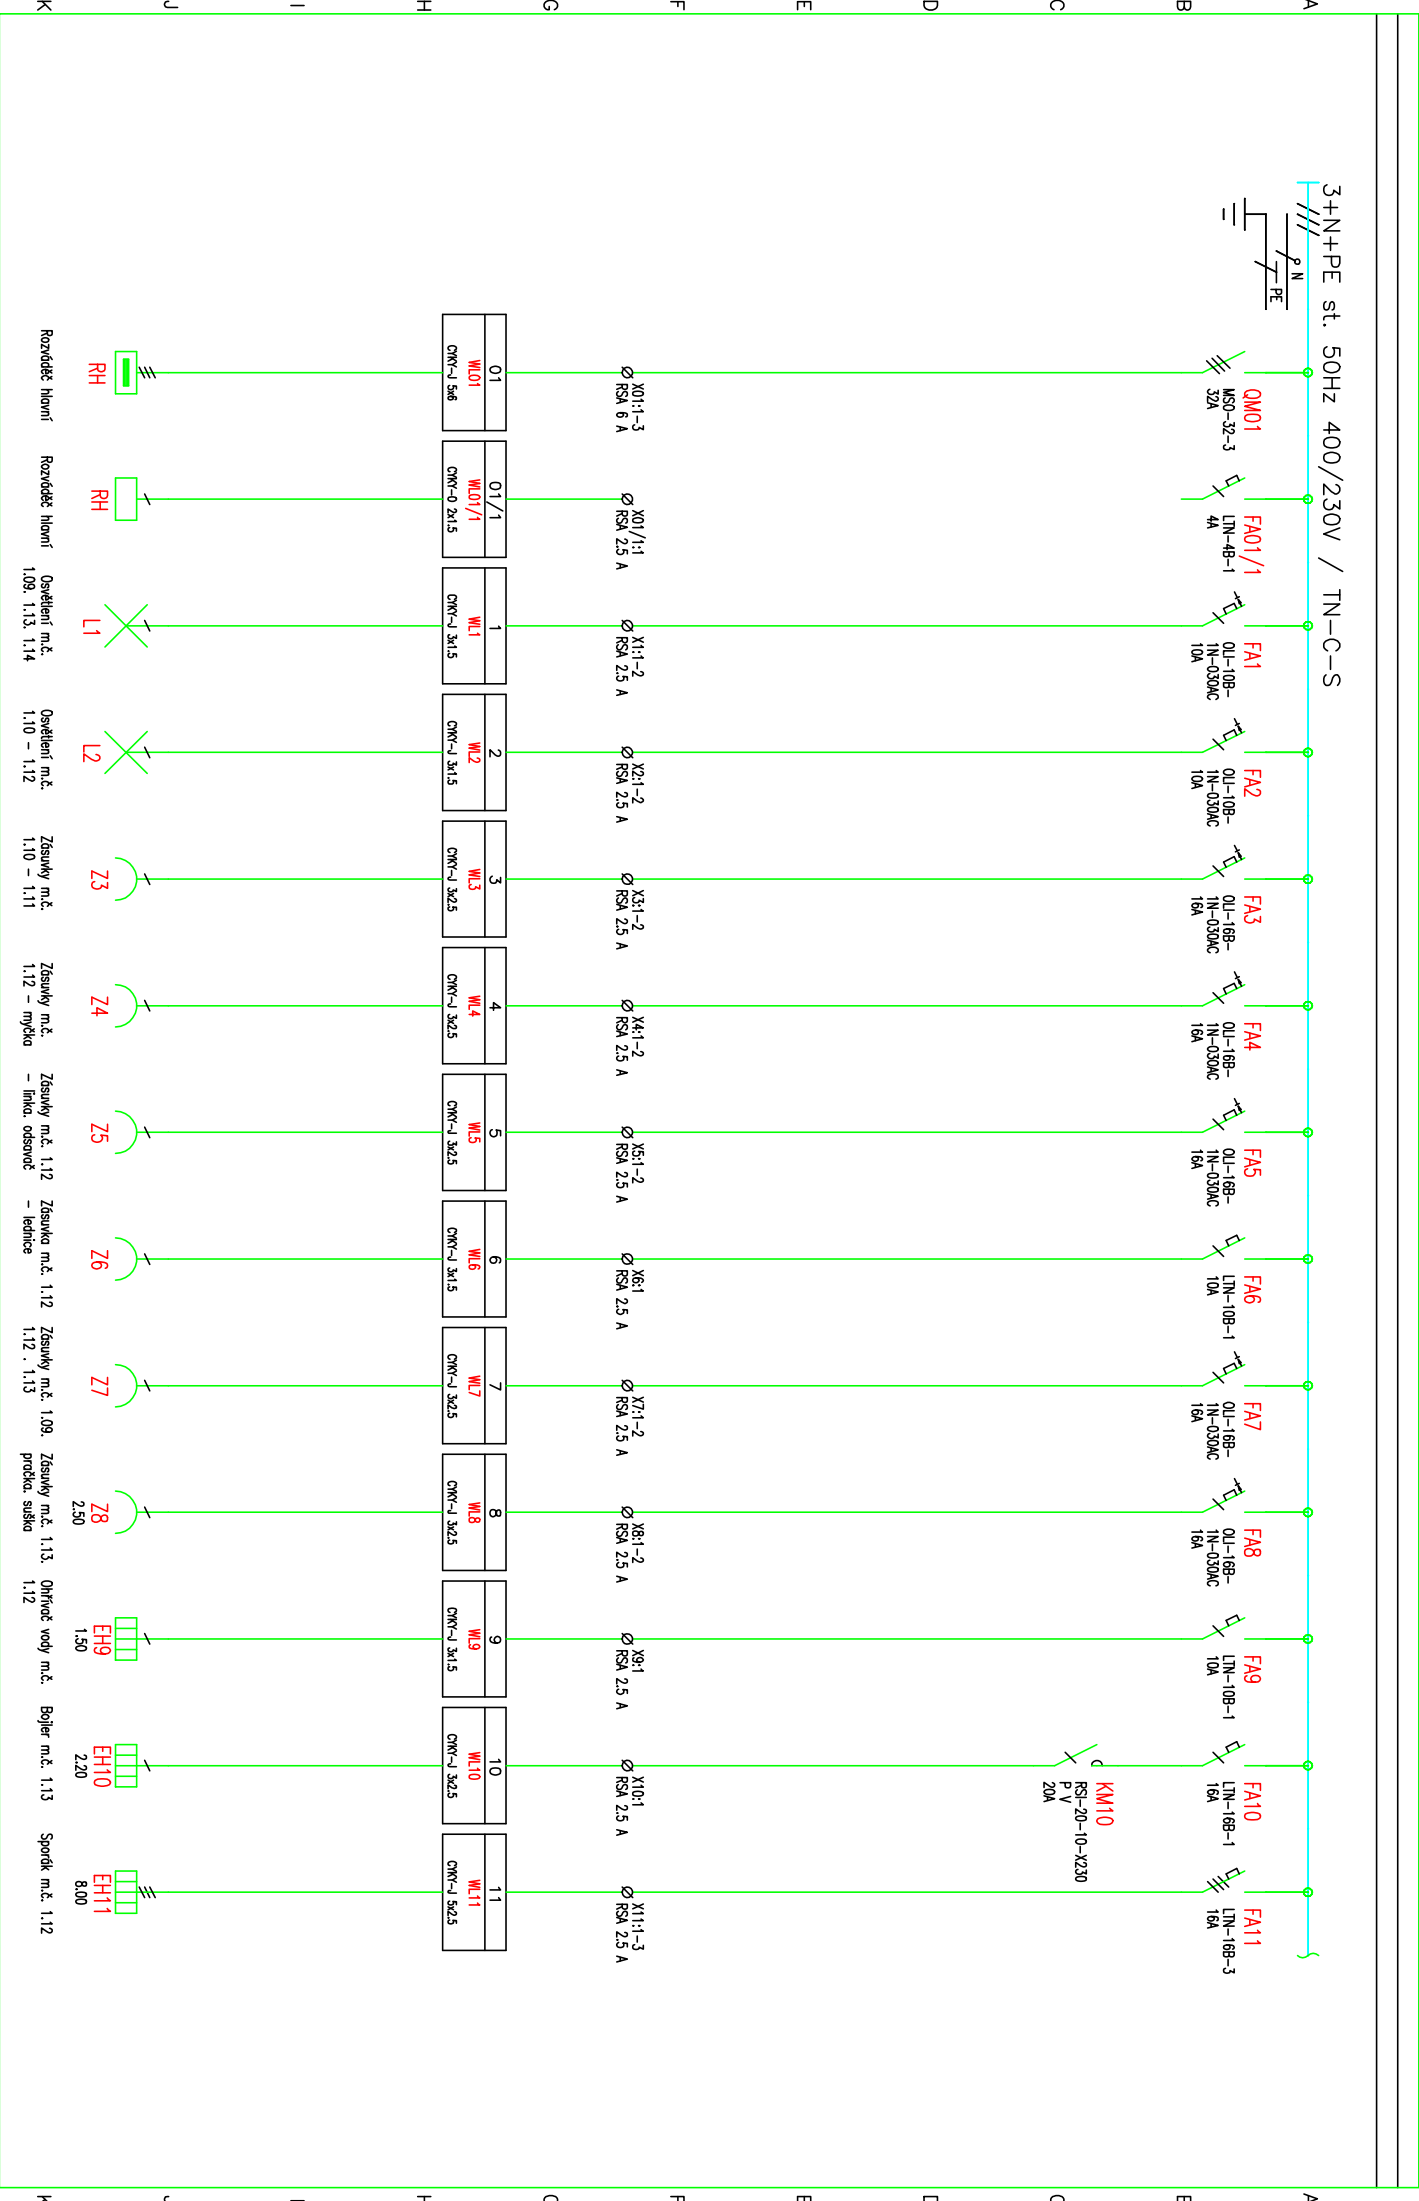 A
B
C
D
E
F
G
H
I
J
K
3+N+PE st. 50Hz 400/230V / TN-C-S
N
PE
QM01
MSO-32-3
32A
FA01/1
LTN-4B-1
4A
FA1
OLI-10B-
1N-030AC
10A
FA2
OLI-10B-
1N-030AC
10A
FA3
OLI-16B-
1N-030AC
16A
FA4
OLI-16B-
1N-030AC
16A
FA5
OLI-16B-
1N-030AC
16A
FA6
LTN-10B-1
10A
FA7
OLI-16B-
1N-030AC
16A
FA8
OLI-16B-
1N-030AC
16A
FA9
LTN-10B-1
10A
FA10
LTN-16B-1
16A
FA11
LTN-16B-3
16A
KM10
RSI-20-10-X230
P V
20A
X01:1-3
RSA 6 A
X01/1:1
RSA 2.5 A
X1:1-2
RSA 2.5 A
X2:1-2
RSA 2.5 A
X3:1-2
RSA 2.5 A
X4:1-2
RSA 2.5 A
X5:1-2
RSA 2.5 A
X6:1
RSA 2.5 A
X7:1-2
RSA 2.5 A
X8:1-2
RSA 2.5 A
X9:1
RSA 2.5 A
X10:1
RSA 2.5 A
X11:1-3
RSA 2.5 A
01
WL01
CYKY-J 5x6
01/1
WL01/1
CYKY-O 2x1.5
1
WL1
CYKY-J 3x1.5
2
WL2
CYKY-J 3x1.5
3
WL3
CYKY-J 3x2.5
4
WL4
CYKY-J 3x2.5
5
WL5
CYKY-J 3x2.5
6
WL6
CYKY-J 3x1.5
7
WL7
CYKY-J 3x2.5
8
WL8
CYKY-J 3x2.5
9
WL9
CYKY-J 3x1.5
10
WL10
CYKY-J 3x2.5
11
WL11
CYKY-J 5x2.5
RH
Rozváděč hlavní
RH
Rozváděč hlavní
L1
Osvětlení m.č.
1.09. 1.13. 1.14
L2
Osvětlení m.č.
1.10 - 1.12
Z3
Zásuvky m.č.
1.10 - 1.11
Z4
Zásuvky m.č.
1.12 - myčka
Z5
Zásuvky m.č. 1.12
- linka. odsavač
Z6
Zásuvka m.č. 1.12
- lednice
Z7
Zásuvky m.č. 1.09.
1.12 . 1.13
Z8
2.50
Zásuvky m.č. 1.13.
pračka. sušika
EH9
1.50
Ohřívač vody m.č.
1.12
EH10
2.20
Bojler m.č. 1.13
EH11
8.00
Sporák m.č. 1.12
A
B
C
D
E
F
G
H
I
J
K